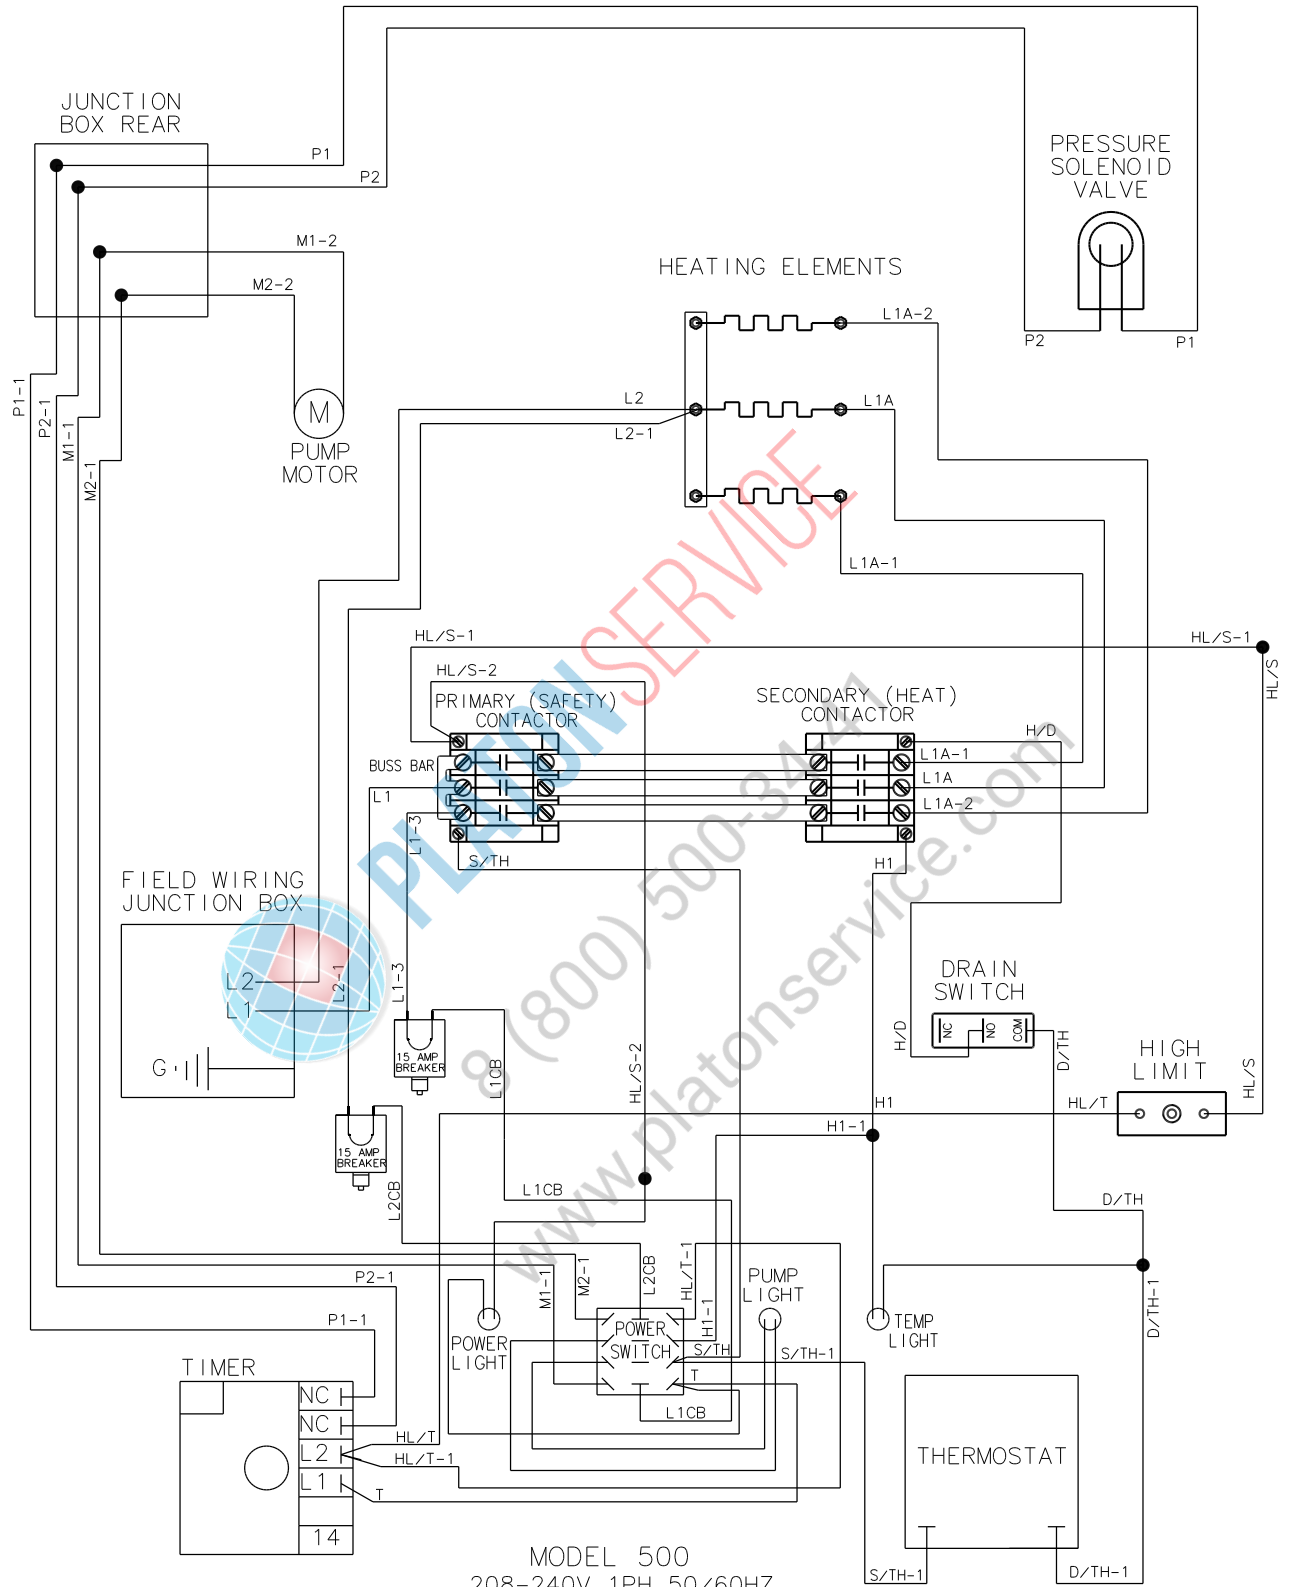 JUNCTION
BOX REAR
P1
P2
M1-2
M2-2
PRESSURE
SOLENOID
VALVE
P2
P1
HEATING ELEMENTS
L1A-2
L2
L1A
L2-1
L1A-1
P1-1
P2-1
M1-1
M2-1
M
PUMP
MOTOR
HL/S-1
HL/S-1
HL/S
HL/S-2
PRIMARY (SAFETY)
CONTACTOR
SECONDARY (HEAT)
CONTACTOR
H/D
BUSS BAR
L1A-1
L1
L1A
L1A-2
L1-3
S/TH
H1
FIELD WIRING
JUNCTION BOX
L2
L1
G
L2-1
L1-3
15 AMP
BREAKER
L1CB
HL/S-2
DRAIN
SWITCH
NC
NO
COM
H/D
D/TH
HIGH
LIMIT
HL/S
H1
HL/T
H1-1
15 AMP
BREAKER
L2CB
L1CB
D/TH
P2-1
M1-1
M2-1
L2CB
HL/T-1
H1-1
PUMP
LIGHT
P1-1
POWER
LIGHT
POWER
SWITCH
S/TH
S/TH-1
T
L1CB
TEMP
LIGHT
D/TH-1
TIMER
NC
NC
L2
L1
14
HL/T
HL/T-1
T
THERMOSTAT
S/TH-1
D/TH-1
MODEL 500
208-240V 1PH 50/60HZ
PLATONSERVICE
8 (800) 500-34-41
www.platonservice.com